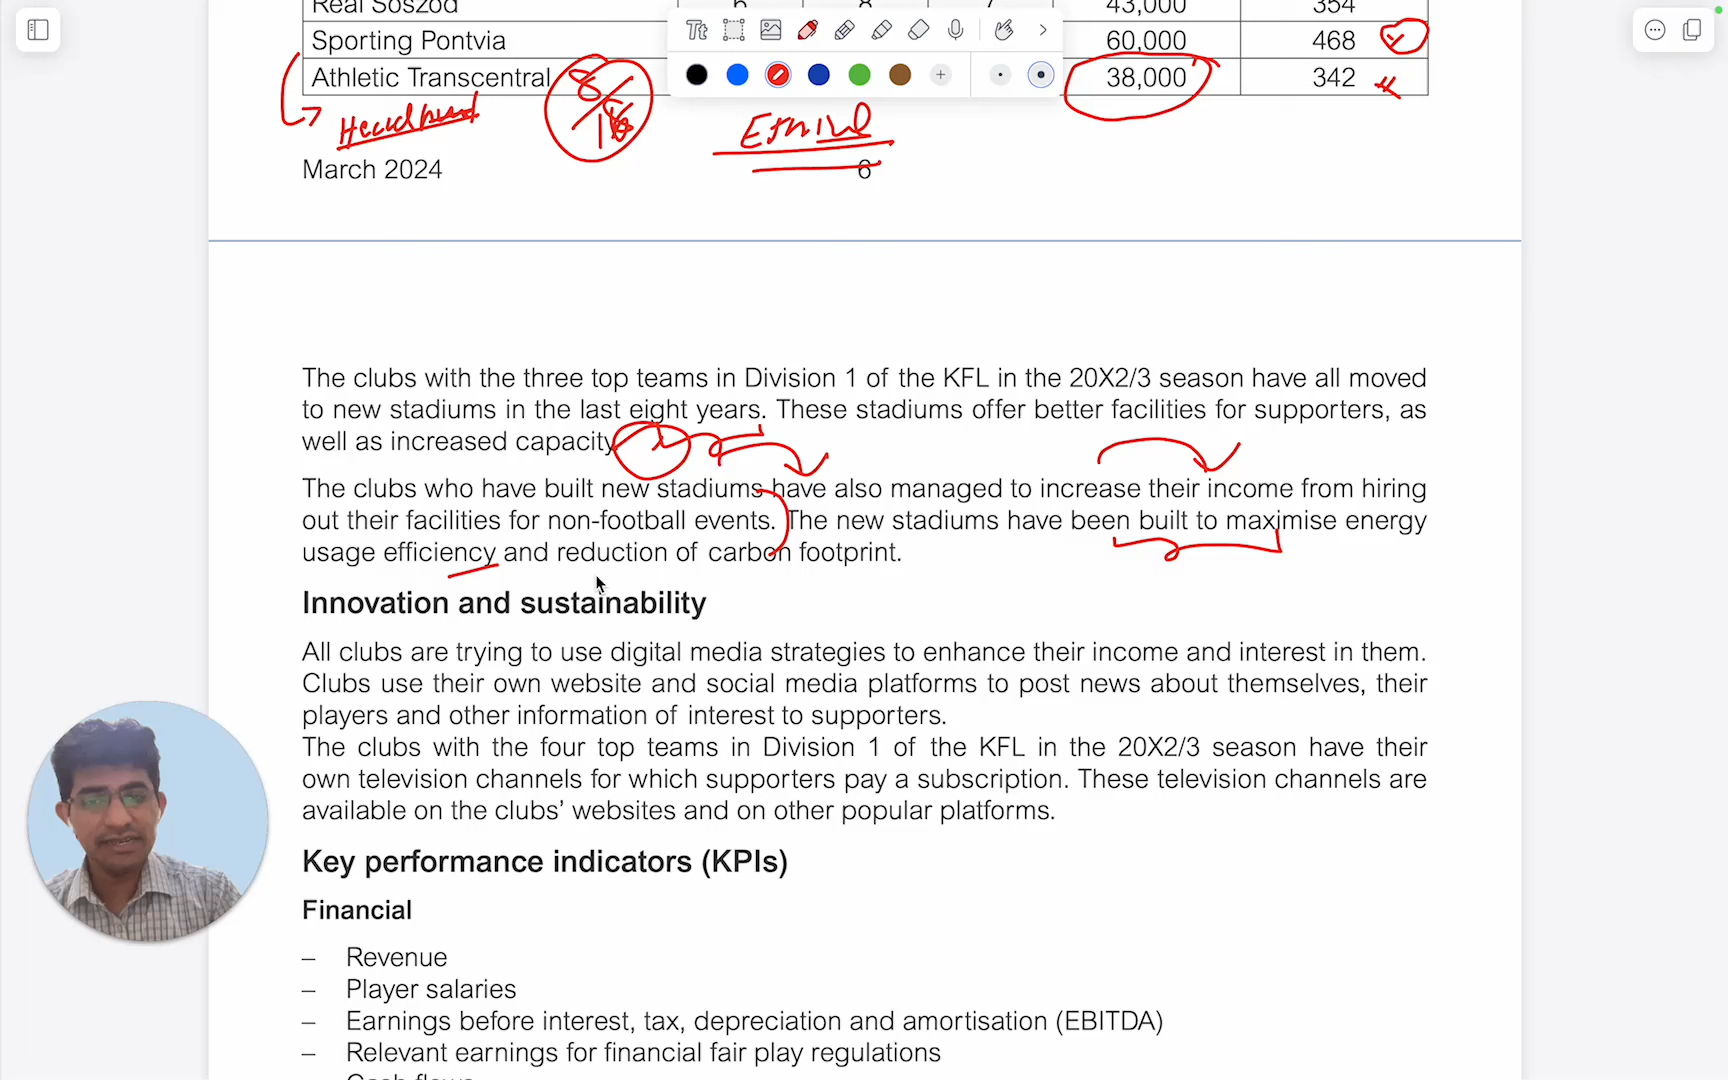 Real Soszod 6 8 7 43,000 354
Sporting Pontvia 60,000 468
Athletic Transcentral 38,000 342
Tt
8/16
Ethical
March 2024 6
The clubs with the three top teams in Division 1 of the KFL in the 20X2/3 season have all moved
to new stadiums in the last eight years. These stadiums offer better facilities for supporters, as
well as increased capacity
The clubs who have built new stadiums have also managed to increase their income from hiring
out their facilities for non-football events. The new stadiums have been built to maximise energy
usage efficiency and reduction of carbon footprint.
Innovation and sustainability
All clubs are trying to use digital media strategies to enhance their income and interest in them.
Clubs use their own website and social media platforms to post news about themselves, their
players and other information of interest to supporters.
The clubs with the four top teams in Division 1 of the KFL in the 20X2/3 season have their
own television channels for which supporters pay a subscription. These television channels are
available on the clubs' websites and on other popular platforms.
Key performance indicators (KPIs)
Financial
– Revenue
– Player salaries
– Earnings before interest, tax, depreciation and amortisation (EBITDA)
– Relevant earnings for financial fair play regulations
Cash flows